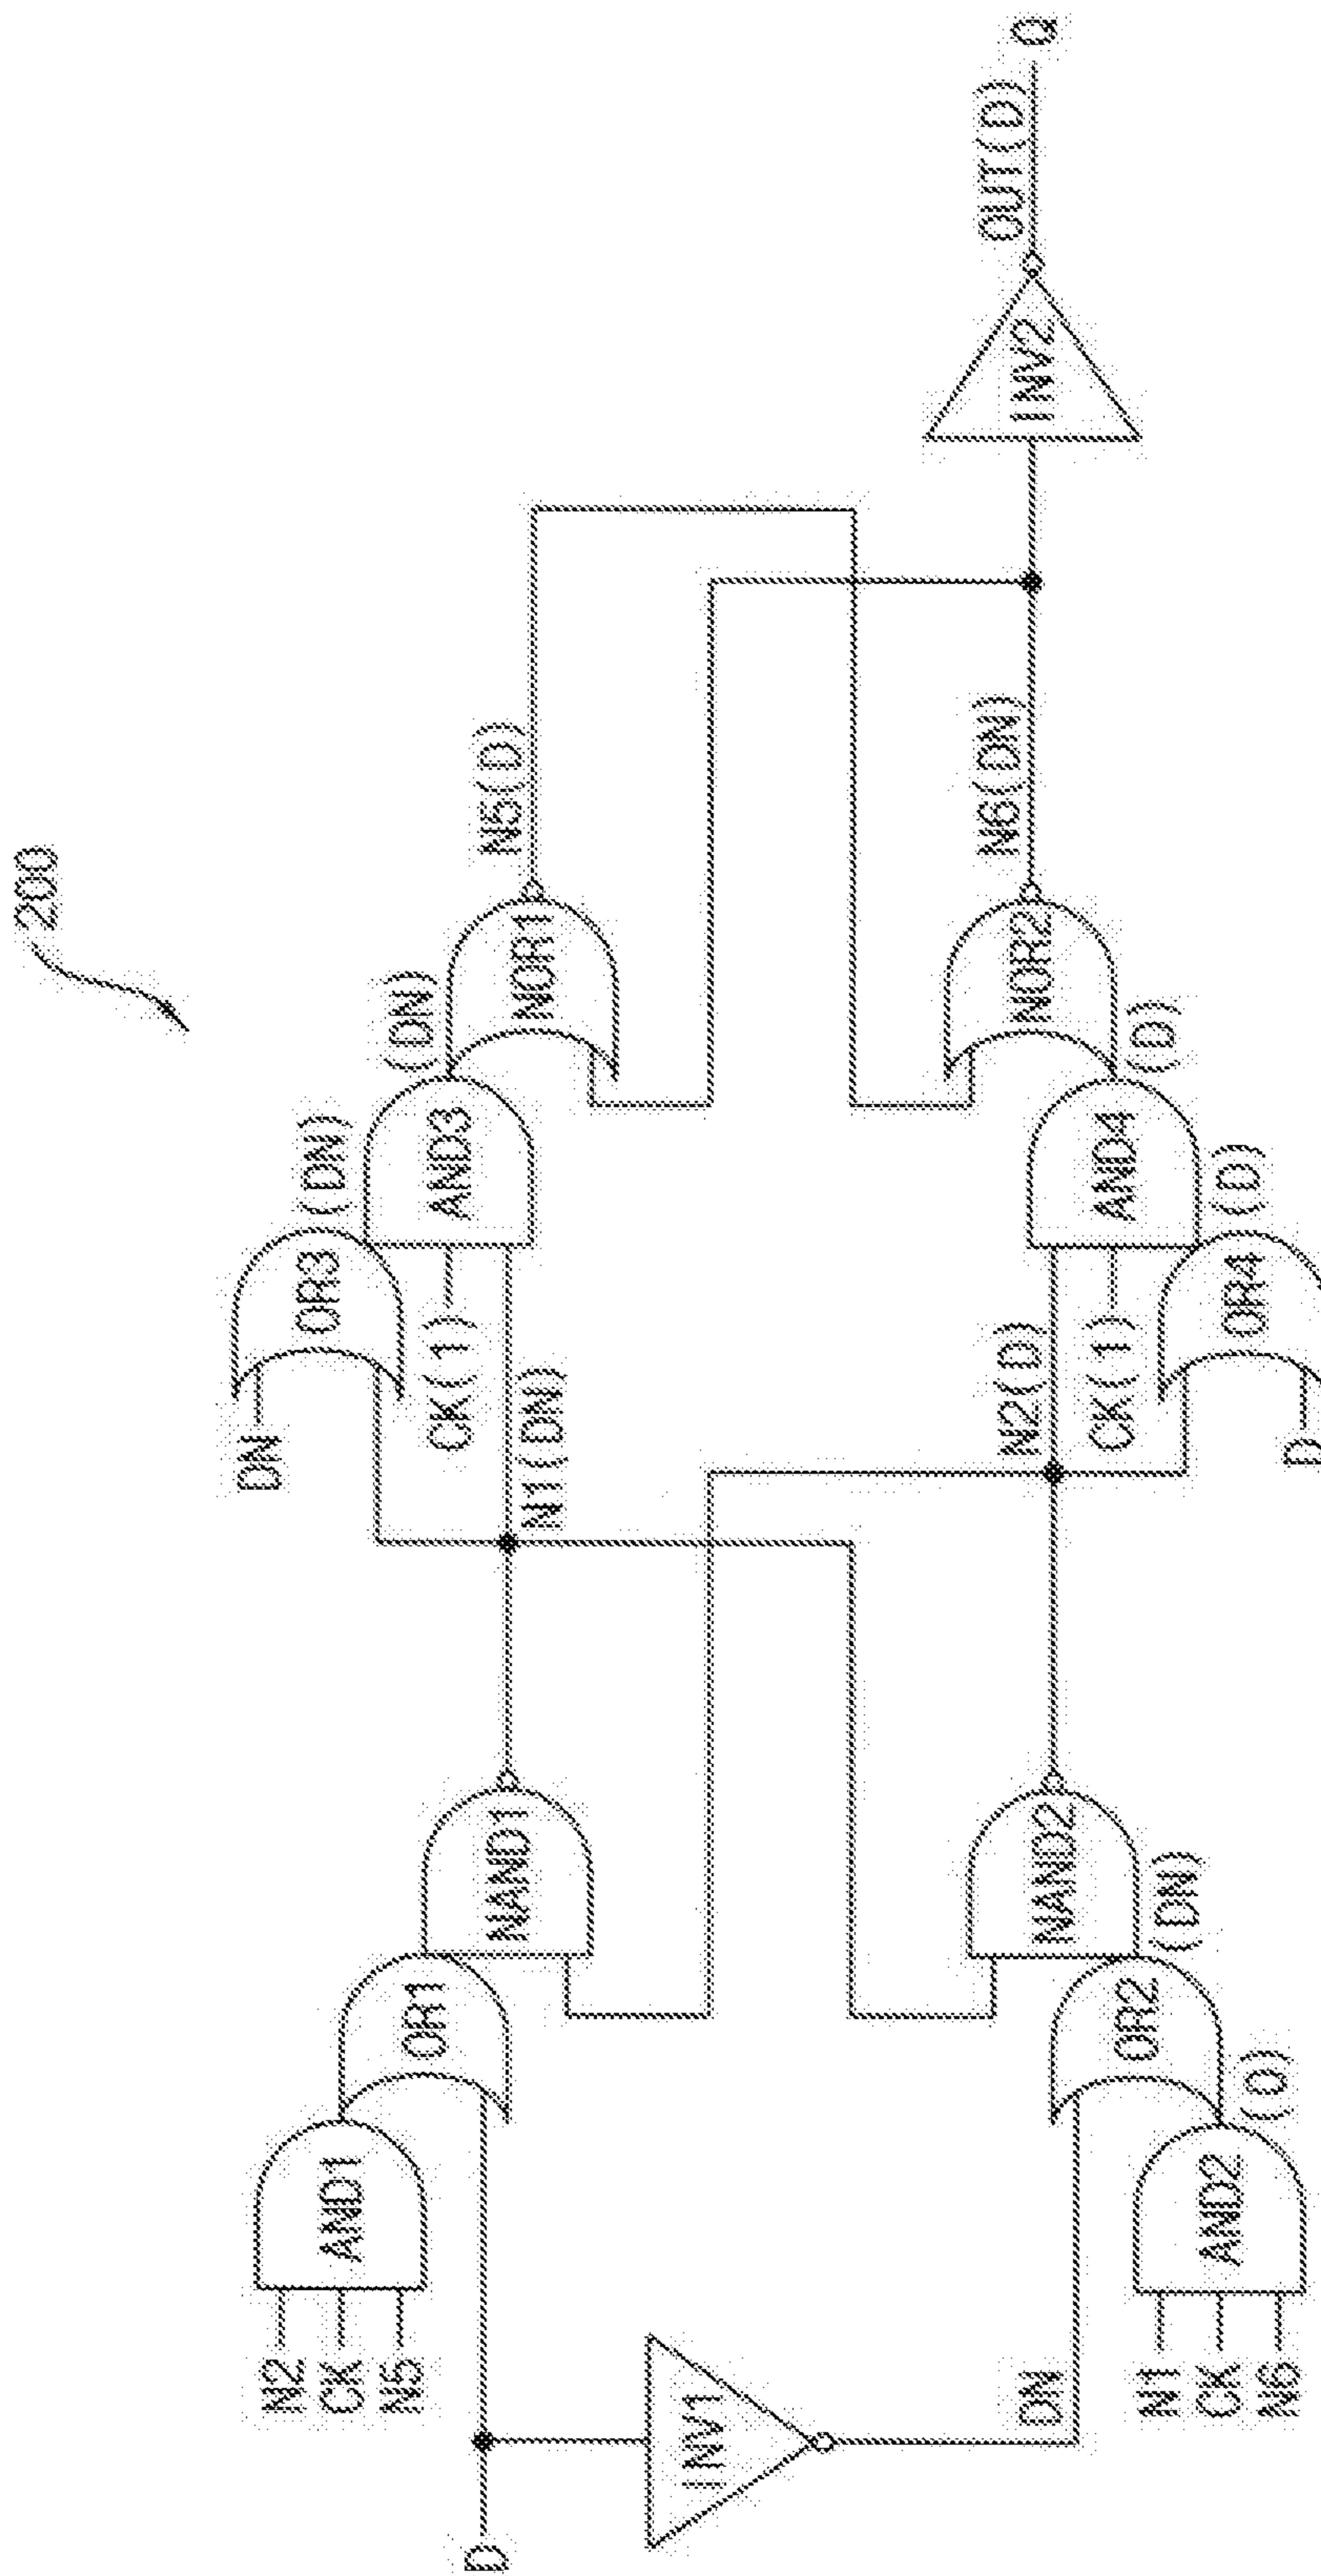 200
N2
CK
N5
AND1
OR1
NAND1
D
INV1
DN
N1
CK
N6
AND2
(0)
OR2
(DN)
NAND2
DN
OR3
(DN)
CK(1)
N1(DN)
AND3
(DN)
NOR1
N5(D)
N2(D)
CK(1)
D
OR4
(D)
AND4
(D)
NOR2
N6(DN)
INV2
OUT(D)
Q